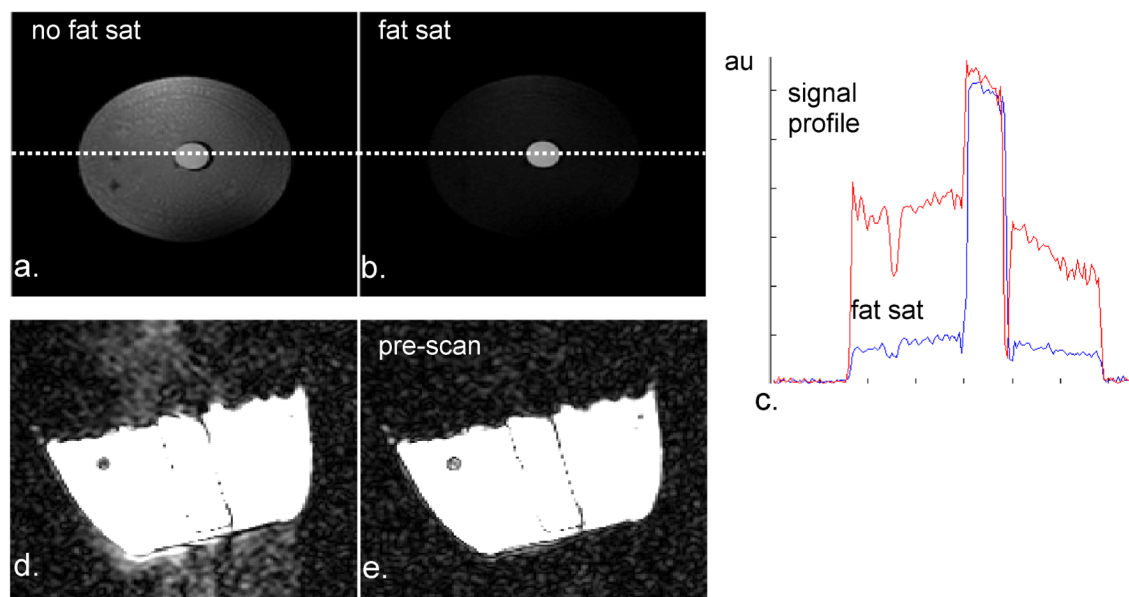 no fat sat
a.
fat sat
b.
au
signal
profile
fat sat
c.
d.
pre-scan
e.